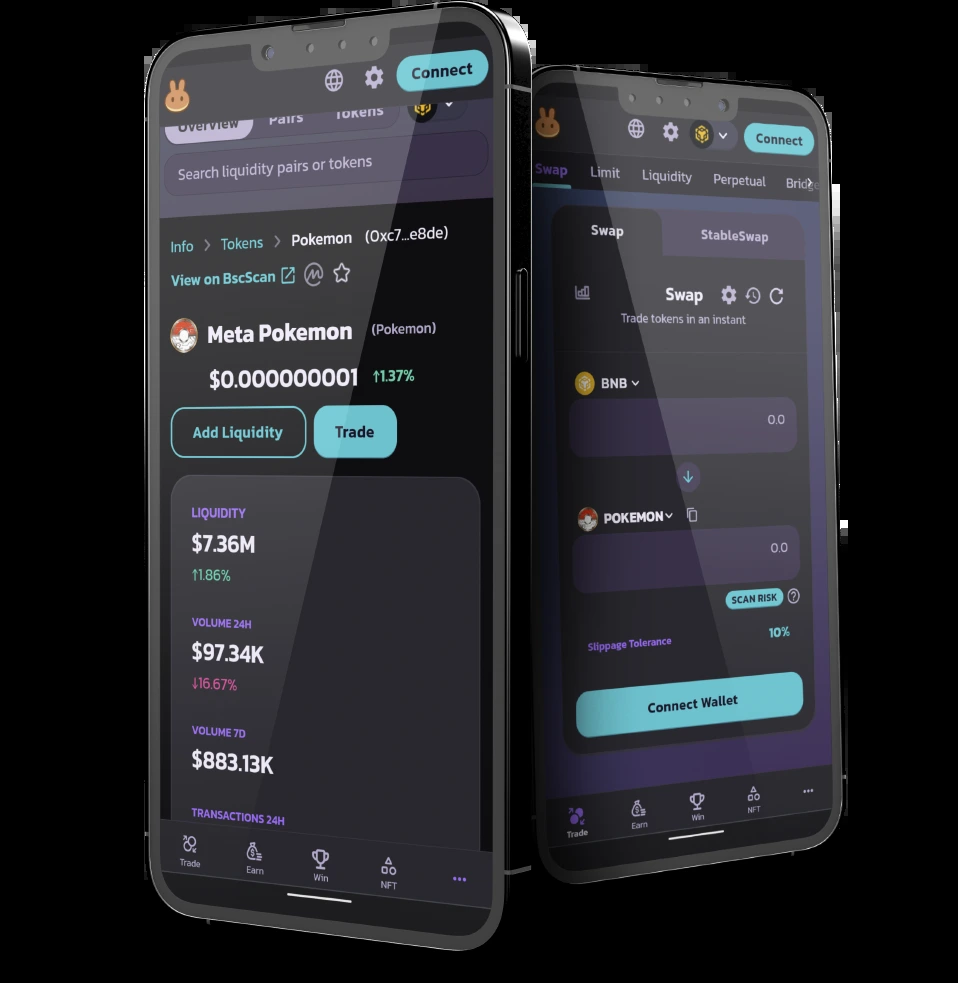 Connect
Overview Pairs Tokens
Search liquidity pairs or tokens
Info > Tokens > Pokemon (0xc7...e8de)
View on BscScan
Meta Pokemon (Pokemon)
$0.000000001 ↑1.37%
Add Liquidity Trade
LIQUIDITY
$7.36M
↑1.86%
VOLUME 24H
$97.34K
↓16.67%
VOLUME 7D
$883.13K
TRANSACTIONS 24H
Trade Earn Win NFT ...
Connect
Swap Limit Liquidity Perpetual Bridge
Swap StableSwap
Swap
Trade tokens in an instant
BNB
0.0
POKEMON
0.0
SCAN RISK ?
Slippage Tolerance 10%
Connect Wallet
Trade Earn Win NFT ...